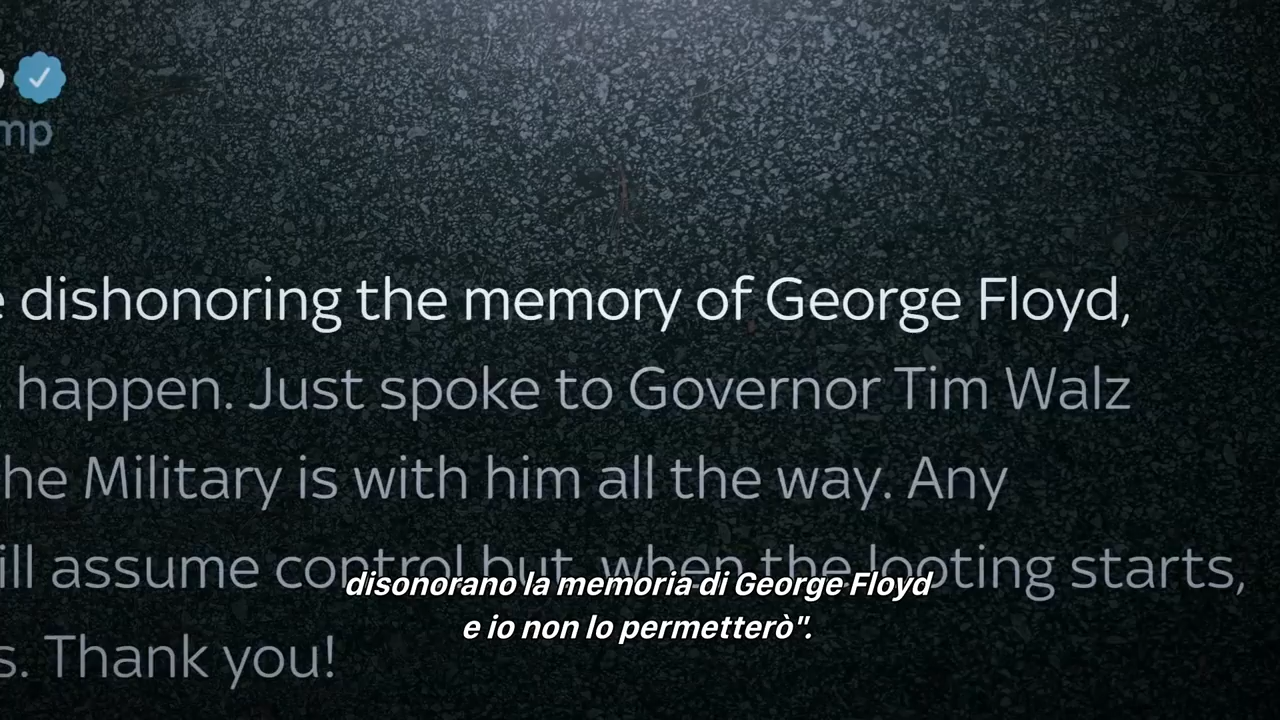 mp
dishonoring the memory of George Floyd,
happen. Just spoke to Governor Tim Walz
he Military is with him all the way. Any
ill assume control but, when the looting starts,
disonorano la memoria di George Floyd
e io non lo permetterò".
s. Thank you!